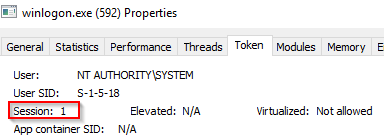 winlogon.exe (592) Properties
General Statistics Performance Threads Token Modules Memory E
User: NT AUTHORITY\SYSTEM
User SID: S-1-5-18
Session: 1 Elevated: N/A Virtualized: Not allowed
App container SID: N/A